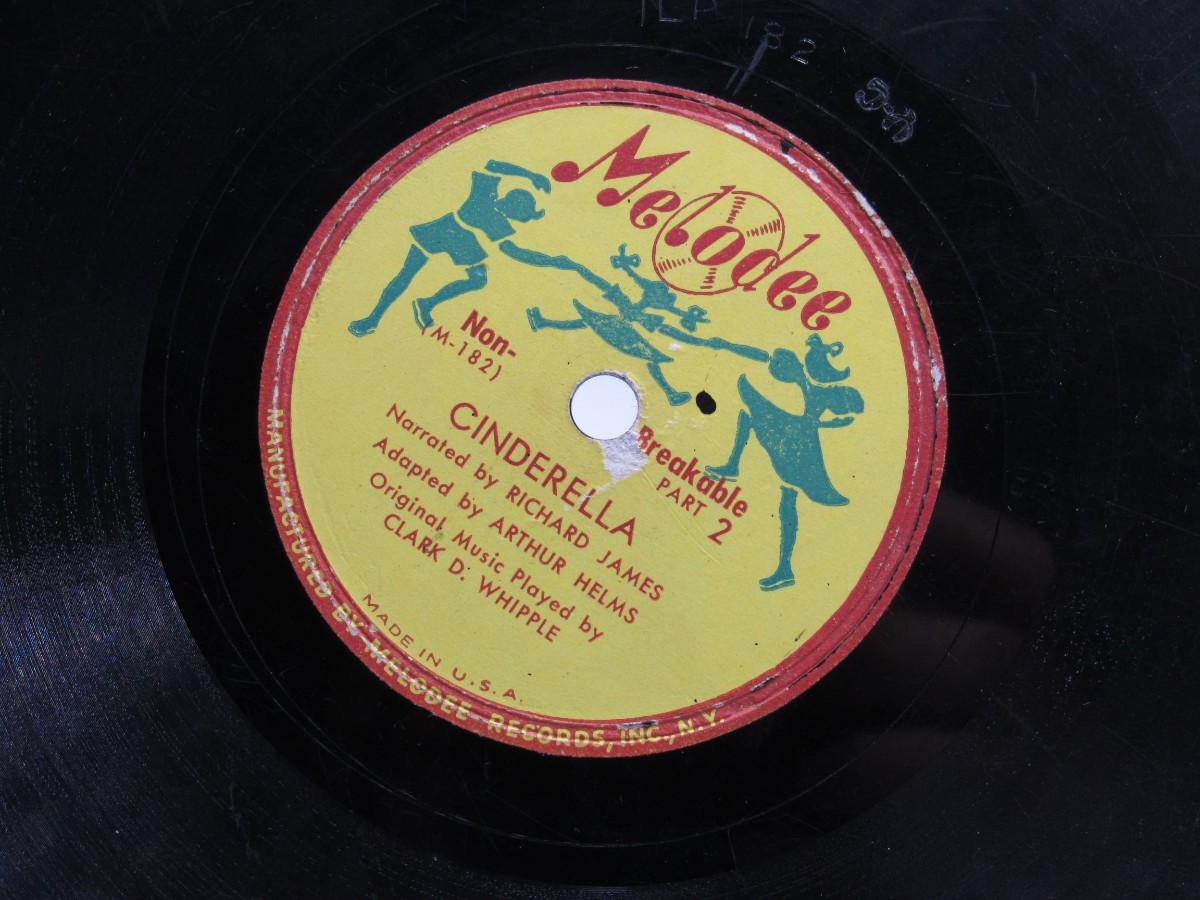 182
Melodee
Non-
Breakable
(M-182)
PART 2
CINDERELLA
Narrated by RICHARD JAMES
Adapted by ARTHUR HELMS
Original Music Played by
CLARK D. WHIPPLE
MADE IN U.S.A.
MANUFACTURED BY MELODEE RECORDS, INC., N.Y.